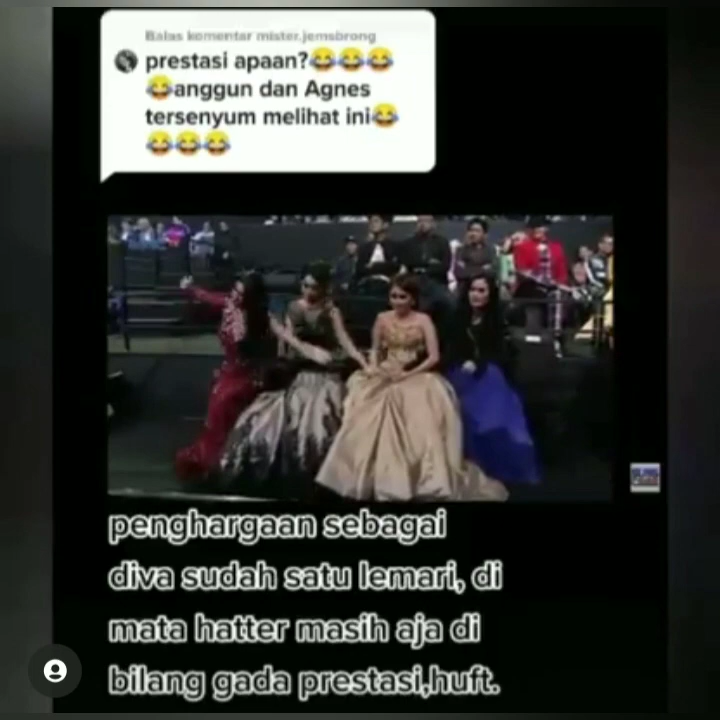 Balas komentar mister.jemsbrong
prestasi apaan?😂😂😂
😂anggun dan Agnes
tersenyum melihat ini😂
😂😂😂
penghargaan sebagai
diva sudah satu lemari, di
mata hatter masih aja di
bilang gada prestasi,huft.